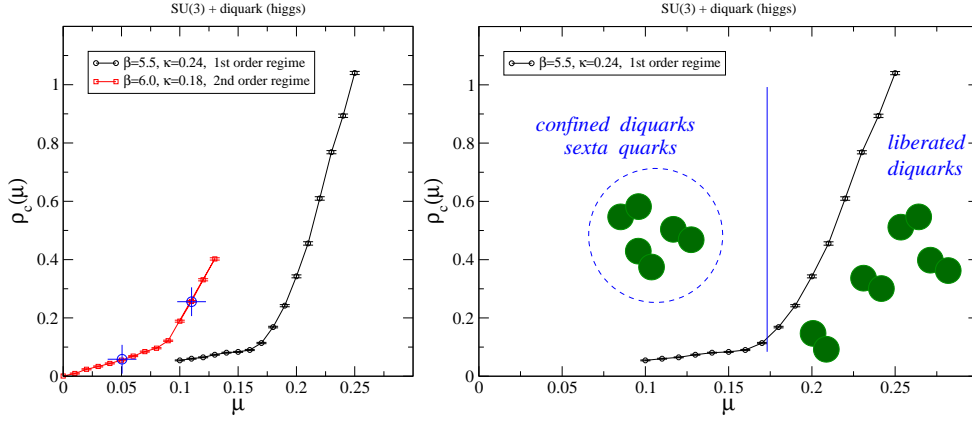 SU(3) + diquark (higgs)
β=5.5, κ=0.24, 1st order regime
β=6.0, κ=0.18, 2nd order regime
ρc(μ)
1
0.8
0.6
0.4
0.2
0
0 0.05 0.1 0.15 0.2 0.25
μ
SU(3) + diquark (higgs)
β=5.5, κ=0.24, 1st order regime
confined diquarks
sexta quarks
liberated
diquarks
ρc(μ)
1
0.8
0.6
0.4
0.2
0
0 0.05 0.1 0.15 0.2 0.25
μ